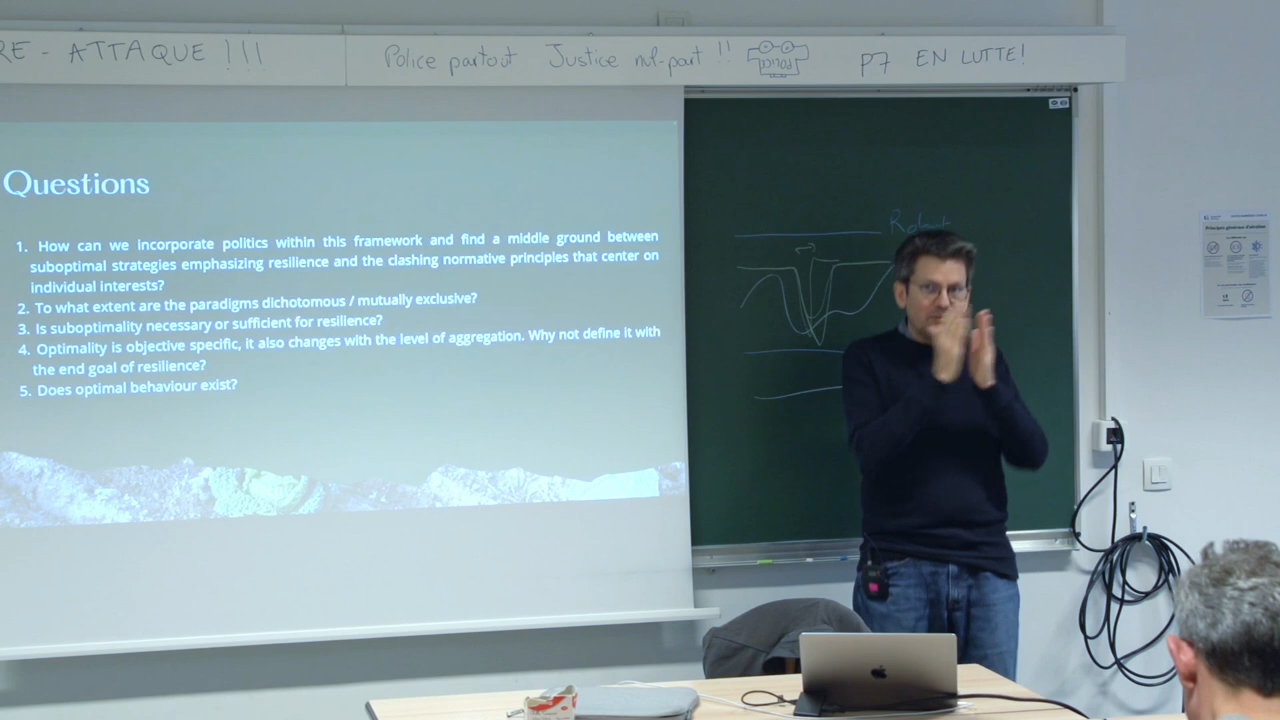 RE - ATTAQUE !!!
Police partout Justice nul-part !!
POLICE
P7 EN LUTTE!
Questions
1. How can we incorporate politics within this framework and find a middle ground between
suboptimal strategies emphasizing resilience and the clashing normative principles that center on
individual interests?
2. To what extent are the paradigms dichotomous / mutually exclusive?
3. Is suboptimality necessary or sufficient for resilience?
4. Optimality is objective specific, it also changes with the level of aggregation. Why not define it with
the end goal of resilience?
5. Does optimal behaviour exist?